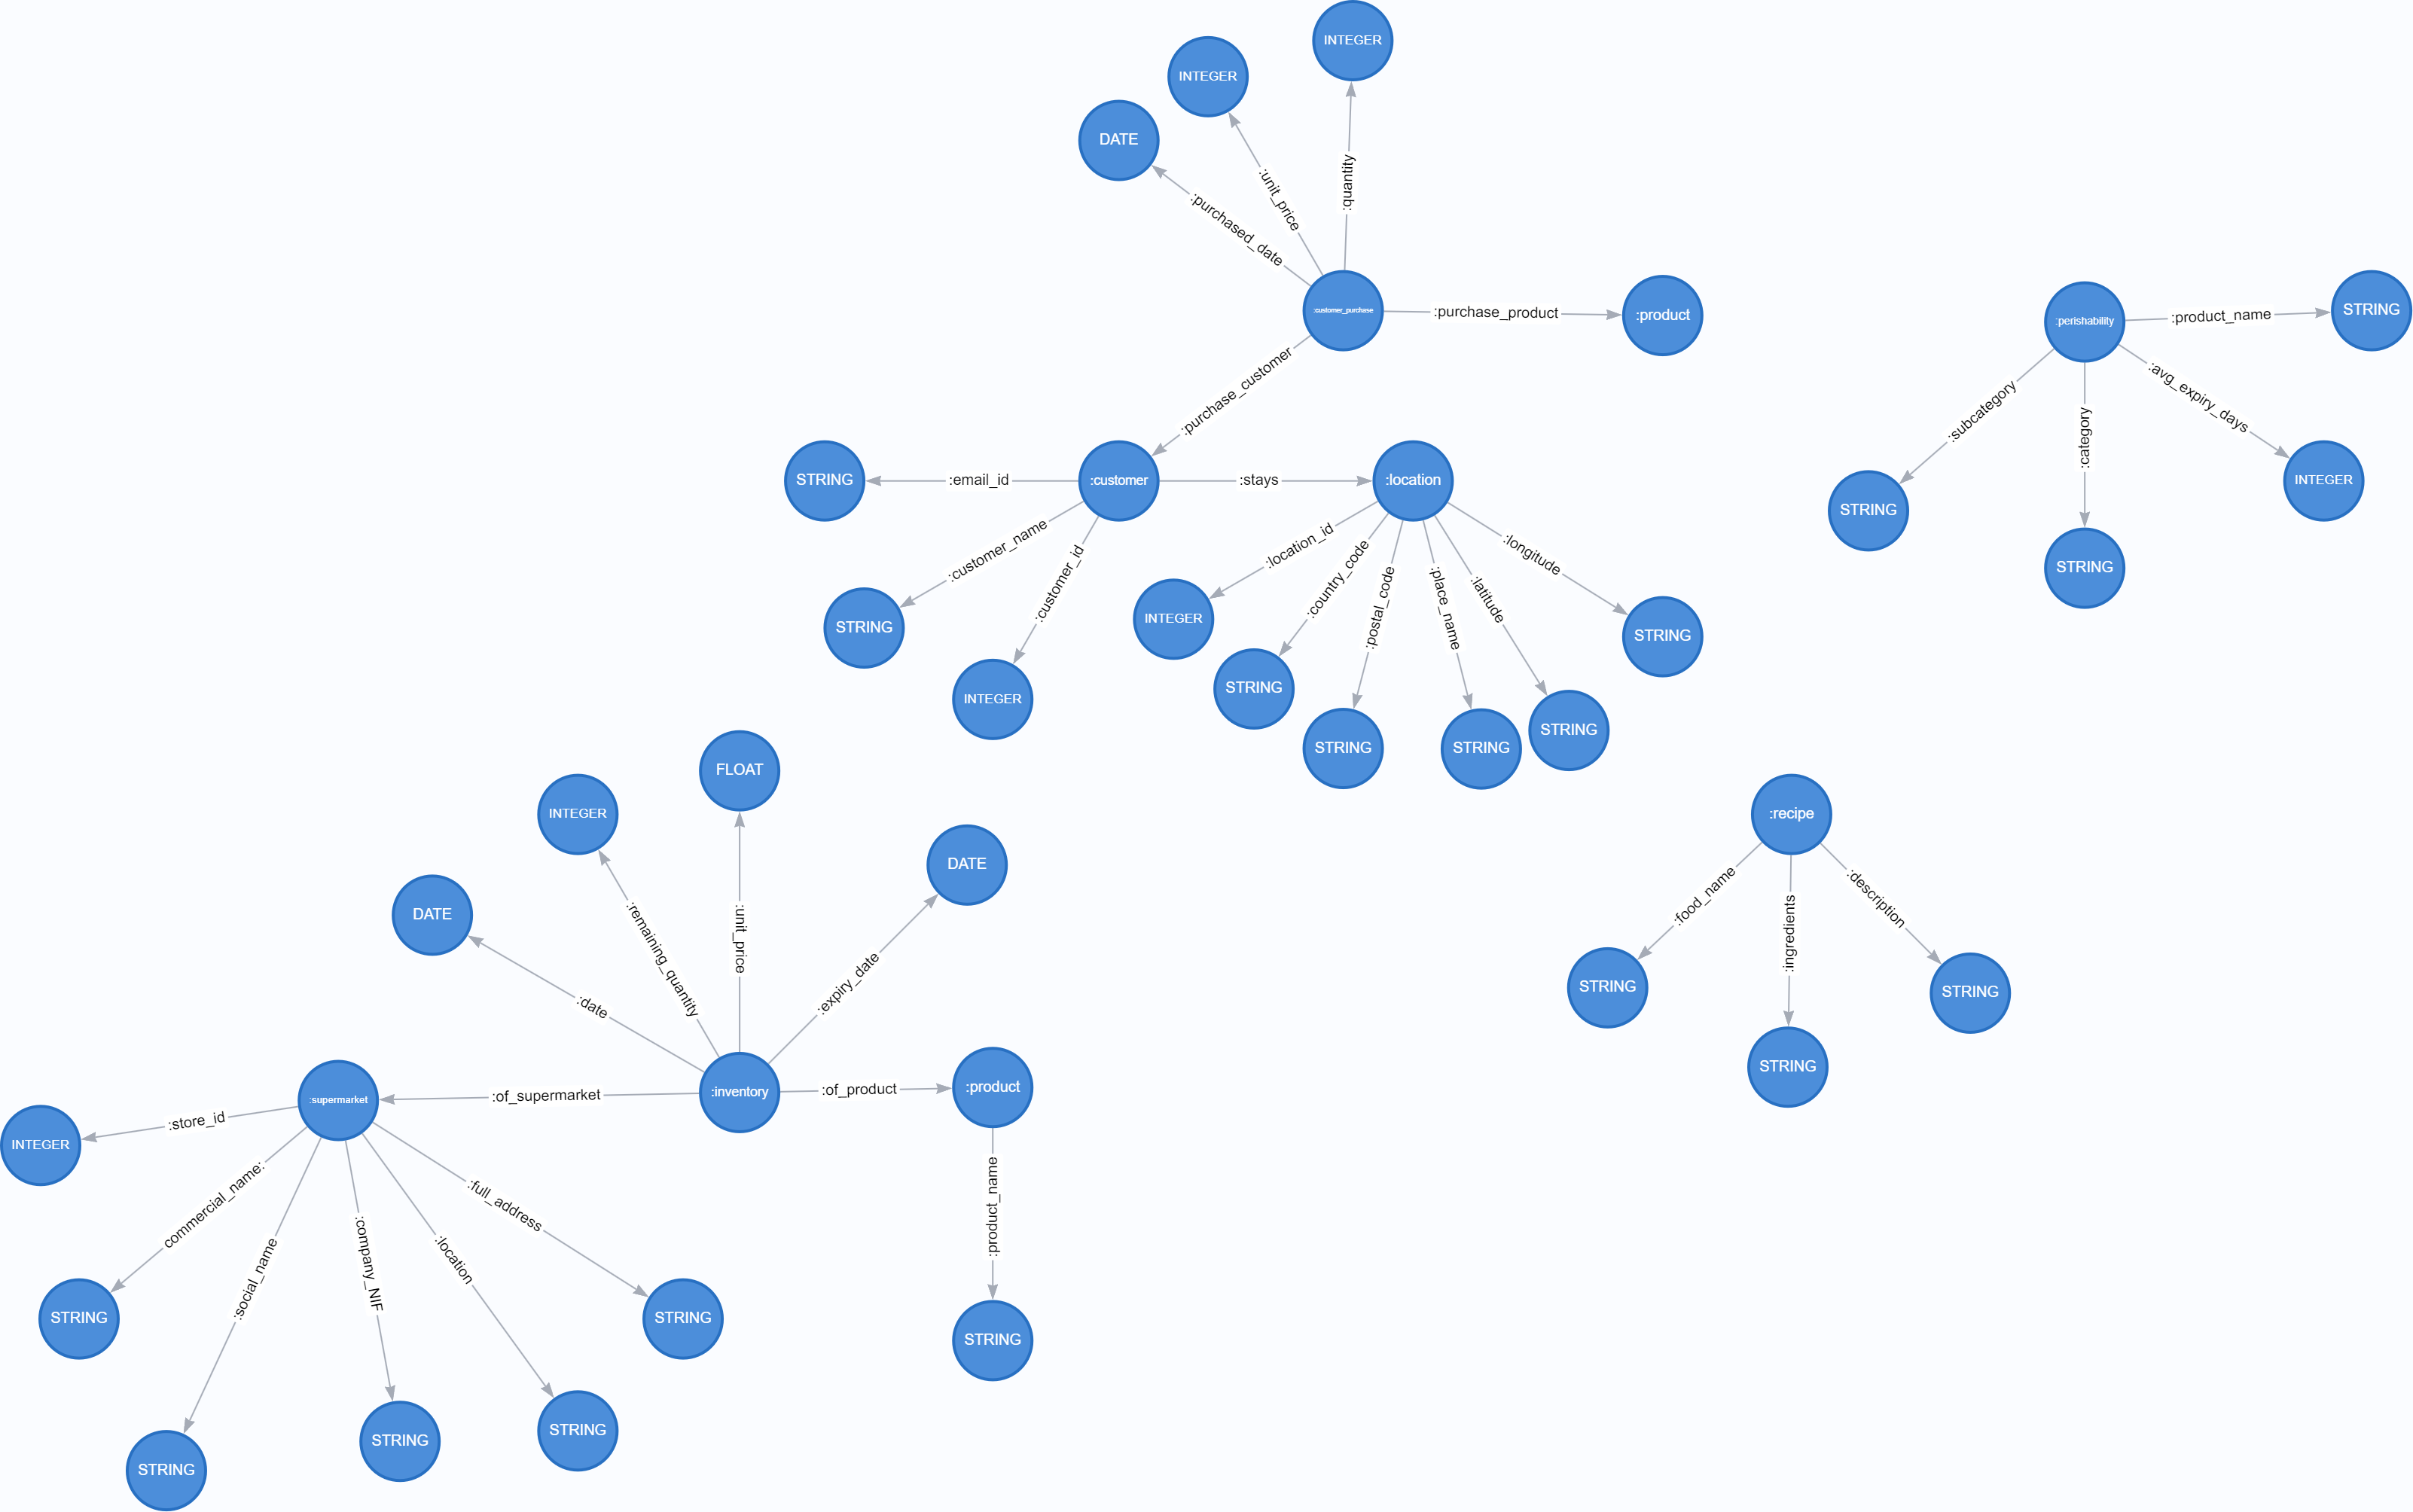 INTEGER
INTEGER
DATE
:quantity
:unit_price
:purchased_date
:customer_purchase
:purchase_product
:product
:purchase_customer
:perishability
:product_name
STRING
:avg_expiry_days
:subcategory
:category
INTEGER
STRING
STRING
STRING
:email_id
:customer
:stays
:location
:customer_name
:customer_id
:location_id
:country_code
:postal_code
:place_name
:latitude
:longitude
STRING
INTEGER
INTEGER
STRING
STRING
STRING
STRING
STRING
FLOAT
INTEGER
DATE
DATE
:remaining_quantity
:unit_price
:expiry_date
:date
:recipe
:food_name
:ingredients
:description
STRING
STRING
STRING
:supermarket
:of_supermarket
:inventory
:of_product
:product
:store_id
INTEGER
commercial_name:
:social_name
:company_NIF
:location
:full_address
:product_name
STRING
STRING
STRING
STRING
STRING
STRING